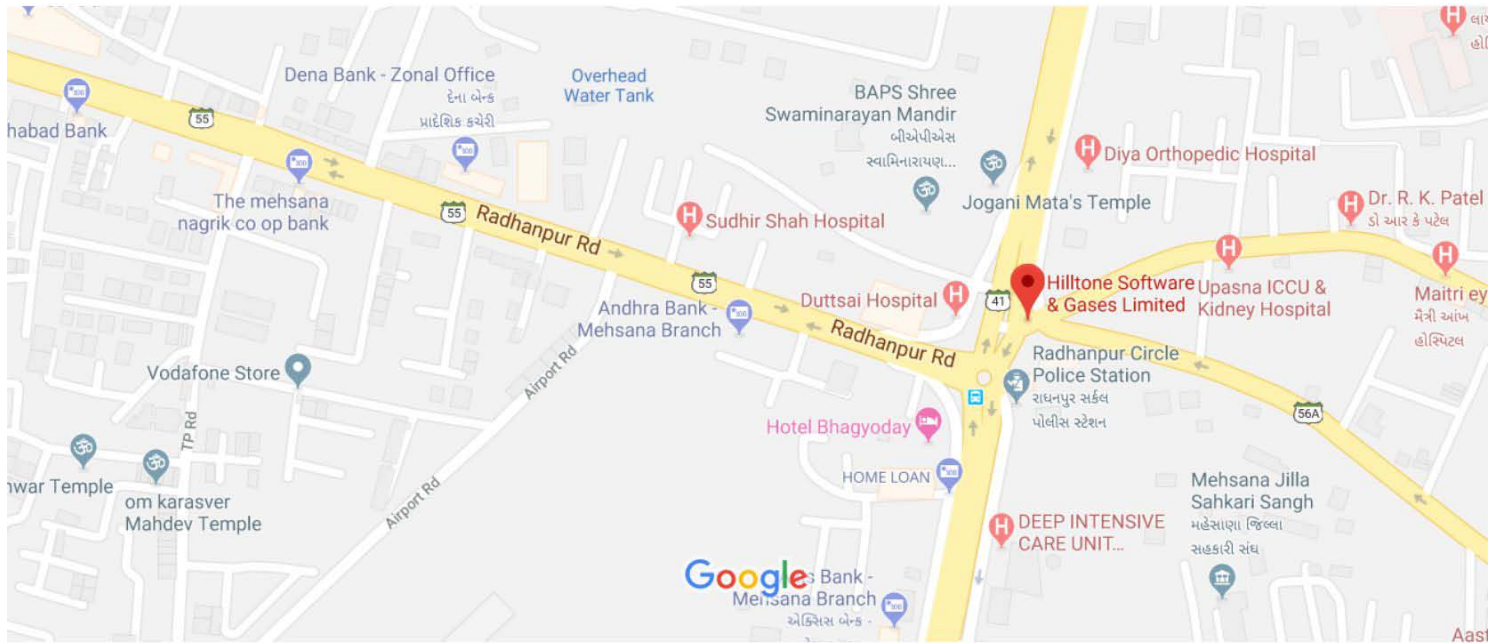 લા
હો
Dena Bank - Zonal Office
દેના બેન્ક
પ્રાદેશિક કચેરી
Overhead
Water Tank
BAPS Shree
Swaminarayan Mandir
બીએપીએસ
સ્વામિનારાયણ...
habad Bank
55
Diya Orthopedic Hospital
The mehsana
nagrik co op bank
55
Radhanpur Rd
Sudhir Shah Hospital
Jogani Mata's Temple
Dr. R. K. Patel
ડો આર કે પટેલ
55
Andhra Bank -
Mehsana Branch
Duttsai Hospital
41
Hilltone Software
& Gases Limited
Upasna ICCU &
Kidney Hospital
Maitri ey
મૈત્રી આંખ
હોસ્પિટલ
Radhanpur Rd
Radhanpur Circle
Police Station
રાધનપુર સર્કલ
પોલીસ સ્ટેશન
Vodafone Store
Airport Rd
TP Rd
56A
Hotel Bhagyoday
HOME LOAN
nwar Temple
om karasver
Mahdev Temple
Airport Rd
Mehsana Jilla
Sahkari Sangh
મહેસાણા જિલ્લા
સહકારી સંઘ
DEEP INTENSIVE
CARE UNIT...
Google
s Bank -
Mehsana Branch
એક્સિસ બેન્ક -
Aast